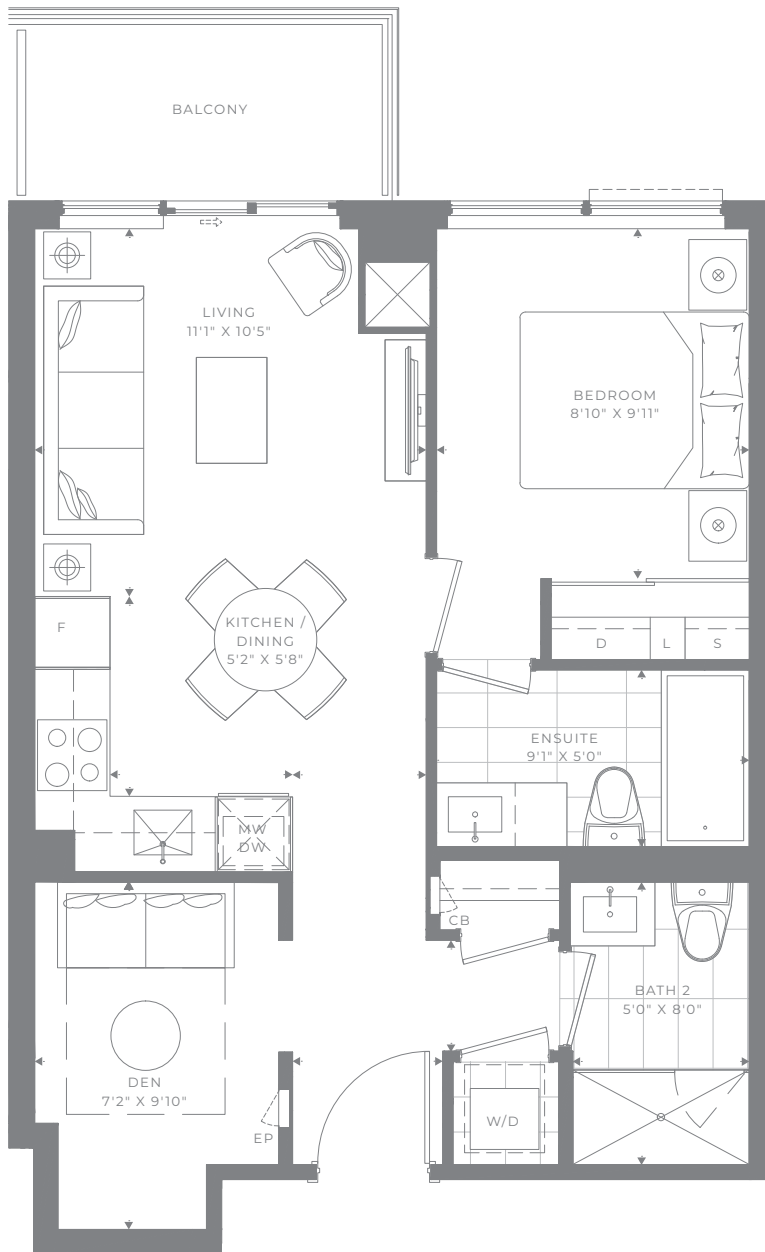 BALCONY
LIVING
11'1" X 10'5"
BEDROOM
8'10" X 9'11"
KITCHEN /
DINING
5'2" X 5'8"
F
D
L
S
ENSUITE
9'1" X 5'0"
MW
DW
CB
BATH 2
5'0" X 8'0"
DEN
7'2" X 9'10"
W/D
EP